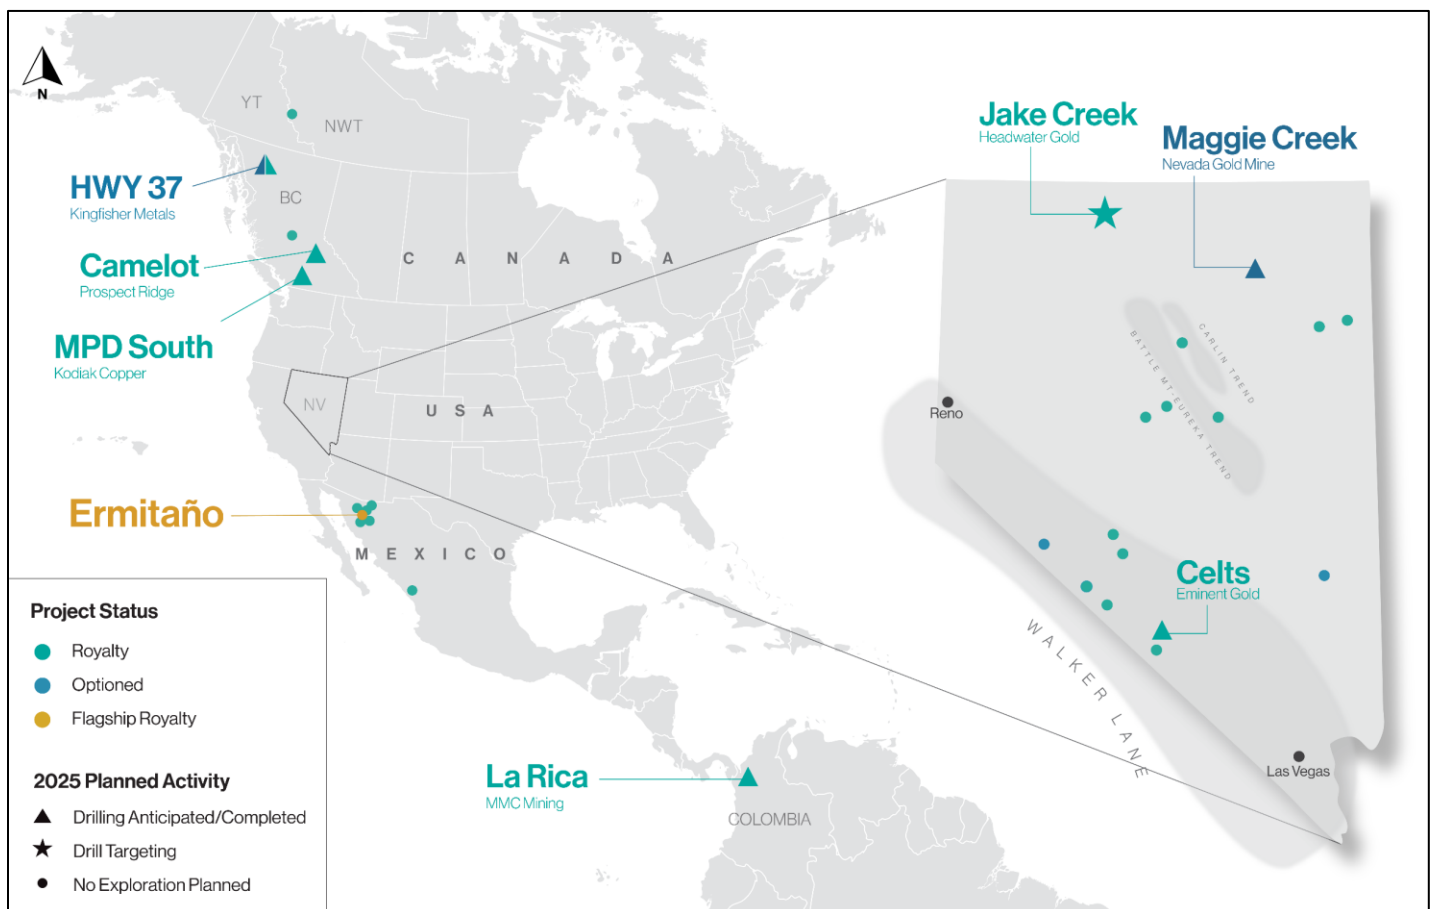 N
YT
NWT
HWY 37
Kingfisher Metals
BC
Camelot
Prospect Ridge
CANADA
MPD South
Kodiak Copper
NV
USA
Ermitaño
MEXICO
La Rica
MMC Mining
COLOMBIA
Jake Creek
Headwater Gold
Maggie Creek
Nevada Gold Mine
CARLIN TREND
BATTLE MT-EUREKA TREND
Reno
Celts
Eminent Gold
WALKER LANE
Las Vegas
Project Status
Royalty
Optioned
Flagship Royalty
2025 Planned Activity
Drilling Anticipated/Completed
Drill Targeting
No Exploration Planned